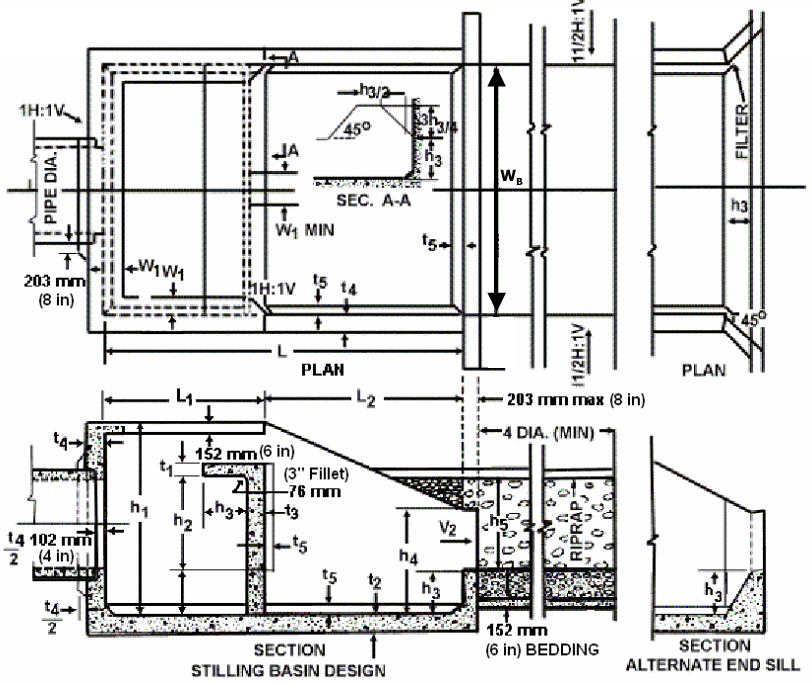 11/2H:1V
A
1H:1V
h3/2
3
h3/4
45°
h3
PIPE DIA.
A
SEC. A-A
WB
FILTER
h3
W1 MIN
t5
203 mm
(8 in)
W1
W1
1H:1V
t5
t4
45°
L
PLAN
I1/2H:1V
PLAN
L1
L2
203 mm max (8 in)
4 DIA. (MIN)
t4
152 mm (6 in)
(3" Fillet)
76 mm
t1
h1
h2
h3
t3
t5
t4
2
102 mm
(4 in)
h4
V2
h5
RIPRAP
t5
t2
h3
h3
t4
2
152 mm
(6 in) BEDDING
SECTION
STILLING BASIN DESIGN
SECTION
ALTERNATE END SILL